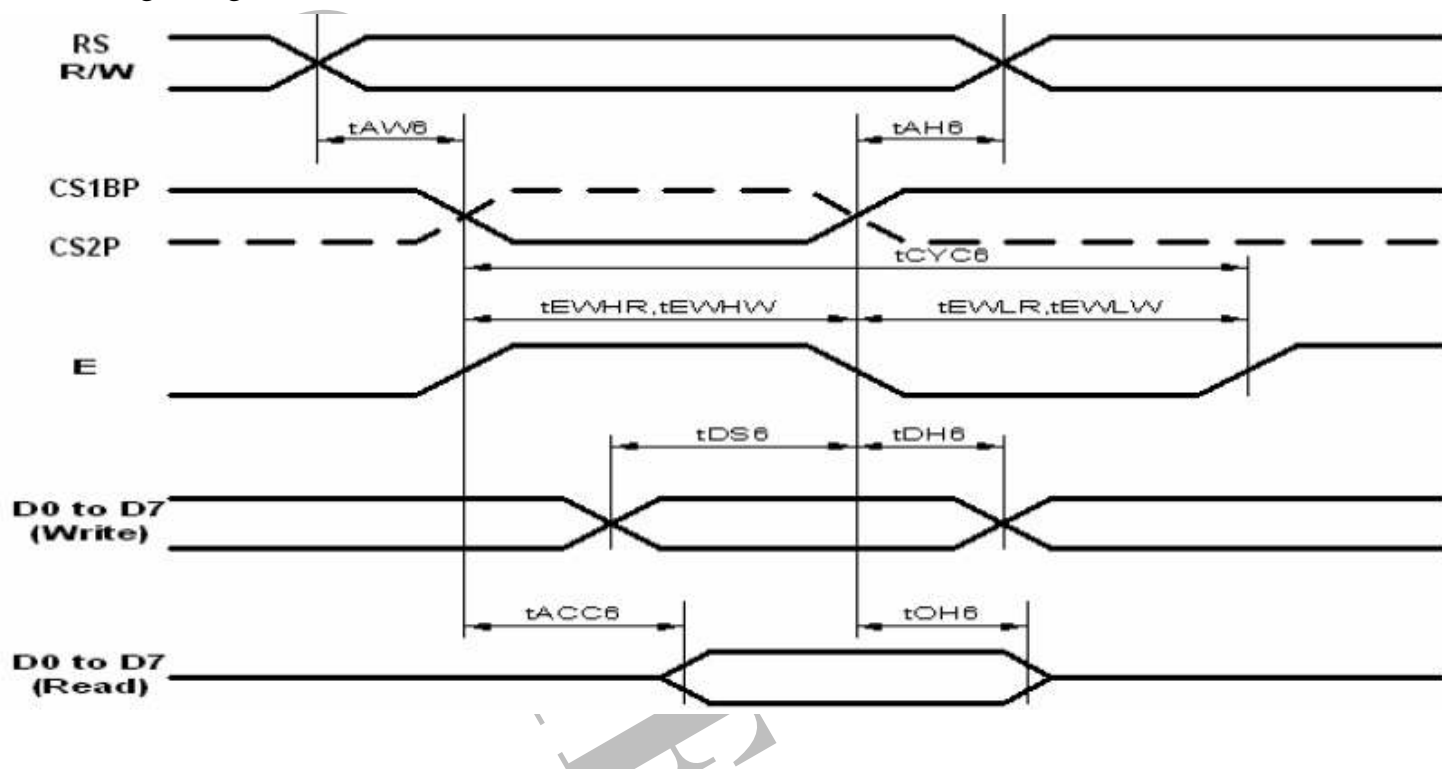 RS
R/W
tAW6
tAH6
CS1BP
CS2P
tCYC6
tEWHR,tEWHW
tEWLR,tEWLW
E
tDS6
tDH6
D0 to D7
(Write)
tACC6
tOH6
D0 to D7
(Read)